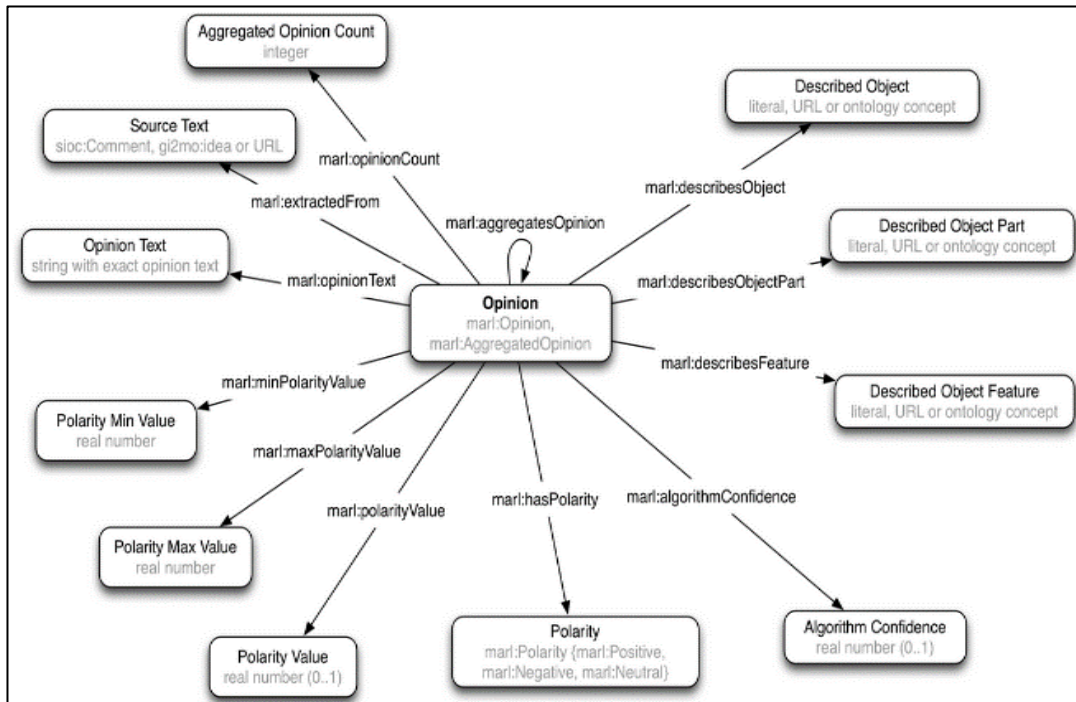 Aggregated Opinion Count
integer
Described Object
literal, URL or ontology concept
Source Text
sioc:Comment, gi2mo:idea or URL
marl:opinionCount
marl:describesObject
marl:extractedFrom
marl:aggregatesOpinion
Described Object Part
literal, URL or ontology concept
Opinion Text
string with exact opinion text
marl:opinionText
marl:describesObjectPart
Opinion
marl:Opinion,
marl:AggregatedOpinion
marl:describesFeature
marl:minPolarityValue
Described Object Feature
literal, URL or ontology concept
Polarity Min Value
real number
marl:maxPolarityValue
marl:hasPolarity
marl:algorithmConfidence
marl:polarityValue
Polarity Max Value
real number
Polarity Value
real number (0..1)
Polarity
marl:Polarity {marl:Positive,
marl:Negative, marl:Neutral}
Algorithm Confidence
real number (0..1)